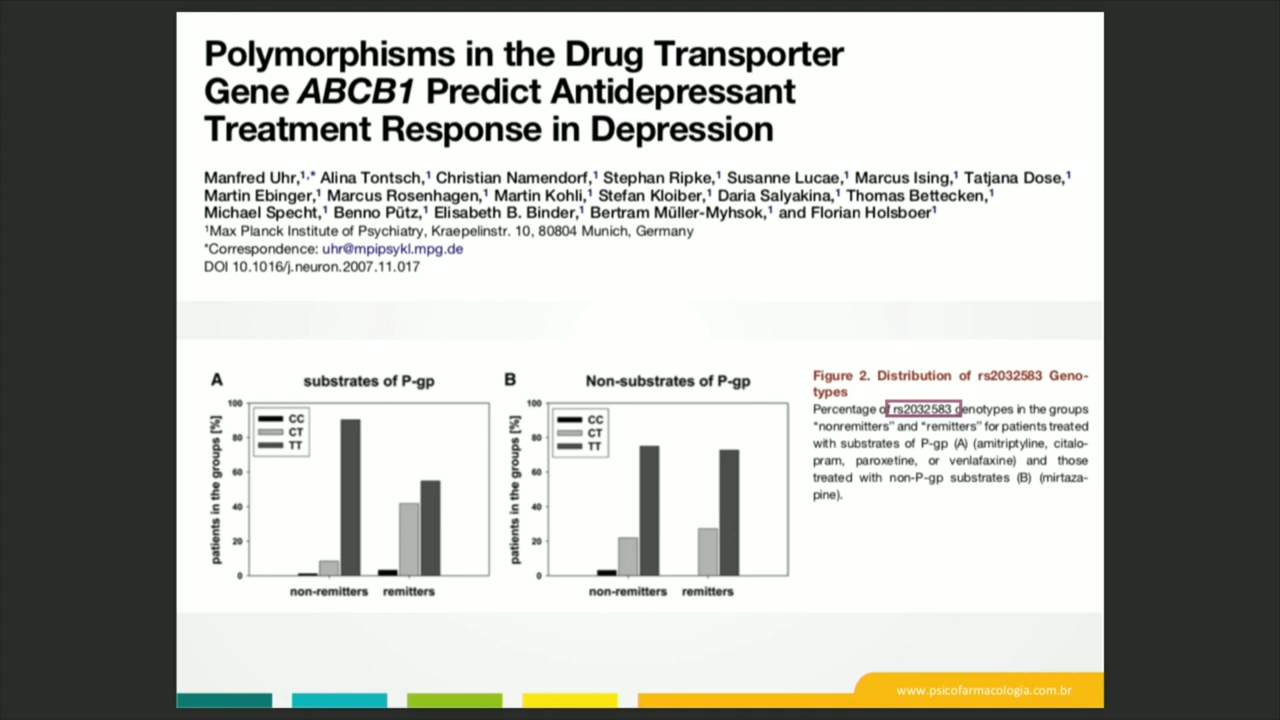 Polymorphisms in the Drug Transporter
Gene ABCB1 Predict Antidepressant
Treatment Response in Depression
Manfred Uhr,1,* Alina Tontsch,1 Christian Namendorf,1 Stephan Ripke,1 Susanne Lucae,1 Marcus Ising,1 Tatjana Dose,1
Martin Ebinger,1 Marcus Rosenhagen,1 Martin Kohli,1 Stefan Kloiber,1 Daria Salyakina,1 Thomas Bettecken,1
Michael Specht,1 Benno Pütz,1 Elisabeth B. Binder,1 Bertram Müller-Myhsok,1 and Florian Holsboer1
1Max Planck Institute of Psychiatry, Kraepelinstr. 10, 80804 Munich, Germany
*Correspondence: uhr@mpipsykl.mpg.de
DOI 10.1016/j.neuron.2007.11.017
A
substrates of P-gp
patients in the groups [%]
100
80
60
40
20
0
CC
CT
TT
non-remitters remitters
B
Non-substrates of P-gp
patients in the groups [%]
100
80
60
40
20
0
CC
CT
TT
non-remitters remitters
Figure 2. Distribution of rs2032583 Geno-
types
Percentage of rs2032583 genotypes in the groups
“nonremitters” and “remitters” for patients treated
with substrates of P-gp (A) (amitriptyline, citalo-
pram, paroxetine, or venlafaxine) and those
treated with non-P-gp substrates (B) (mirtaza-
pine).
www.psicofarmacologia.com.br